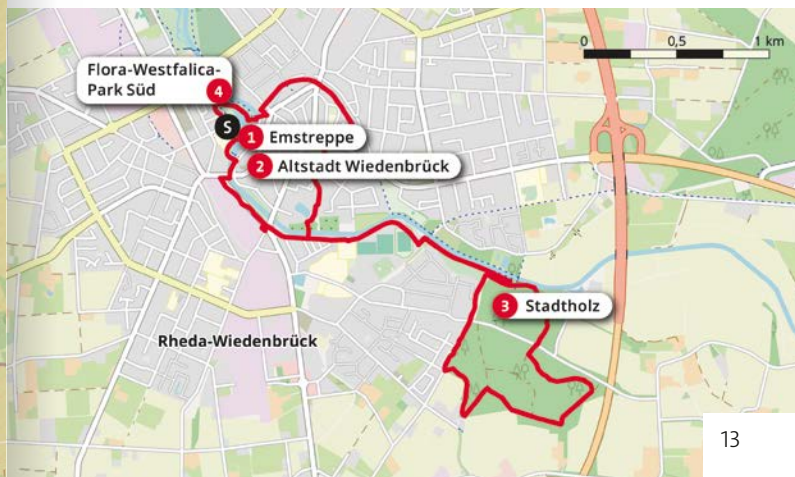 0 0,5 1 km
Flora-Westfalica-
Park Süd
4
S
1 Emstreppe
2 Altstadt Wiedenbrück
3 Stadtholz
Rheda-Wiedenbrück
13